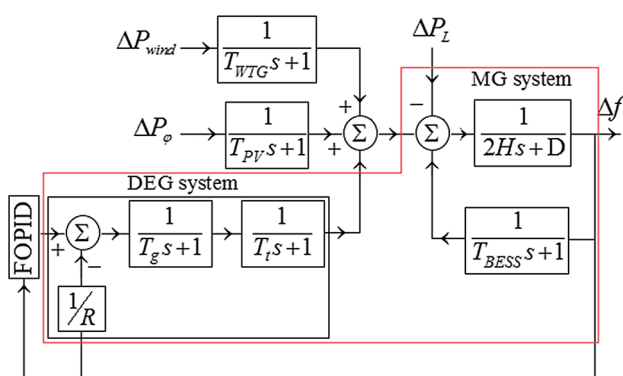 ΔP_wind
1
T_WTG s+1
ΔP_L
MG system
ΔP_φ
1
T_PV s+1
+
+
Σ
−
Σ
1
2Hs+D
Δf
DEG system
FOPID
+
Σ
−
1
T_g s+1
1
T_t s+1
1
T_BESS s+1
1/R